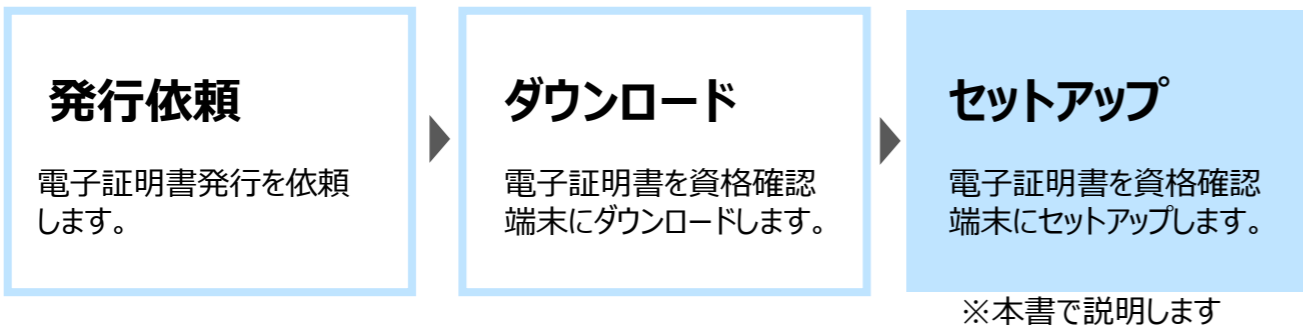 発行依頼
電子証明書発行を依頼
します。
ダウンロード
電子証明書を資格確認
端末にダウンロードします。
セットアップ
電子証明書を資格確認
端末にセットアップします。
※本書で説明します